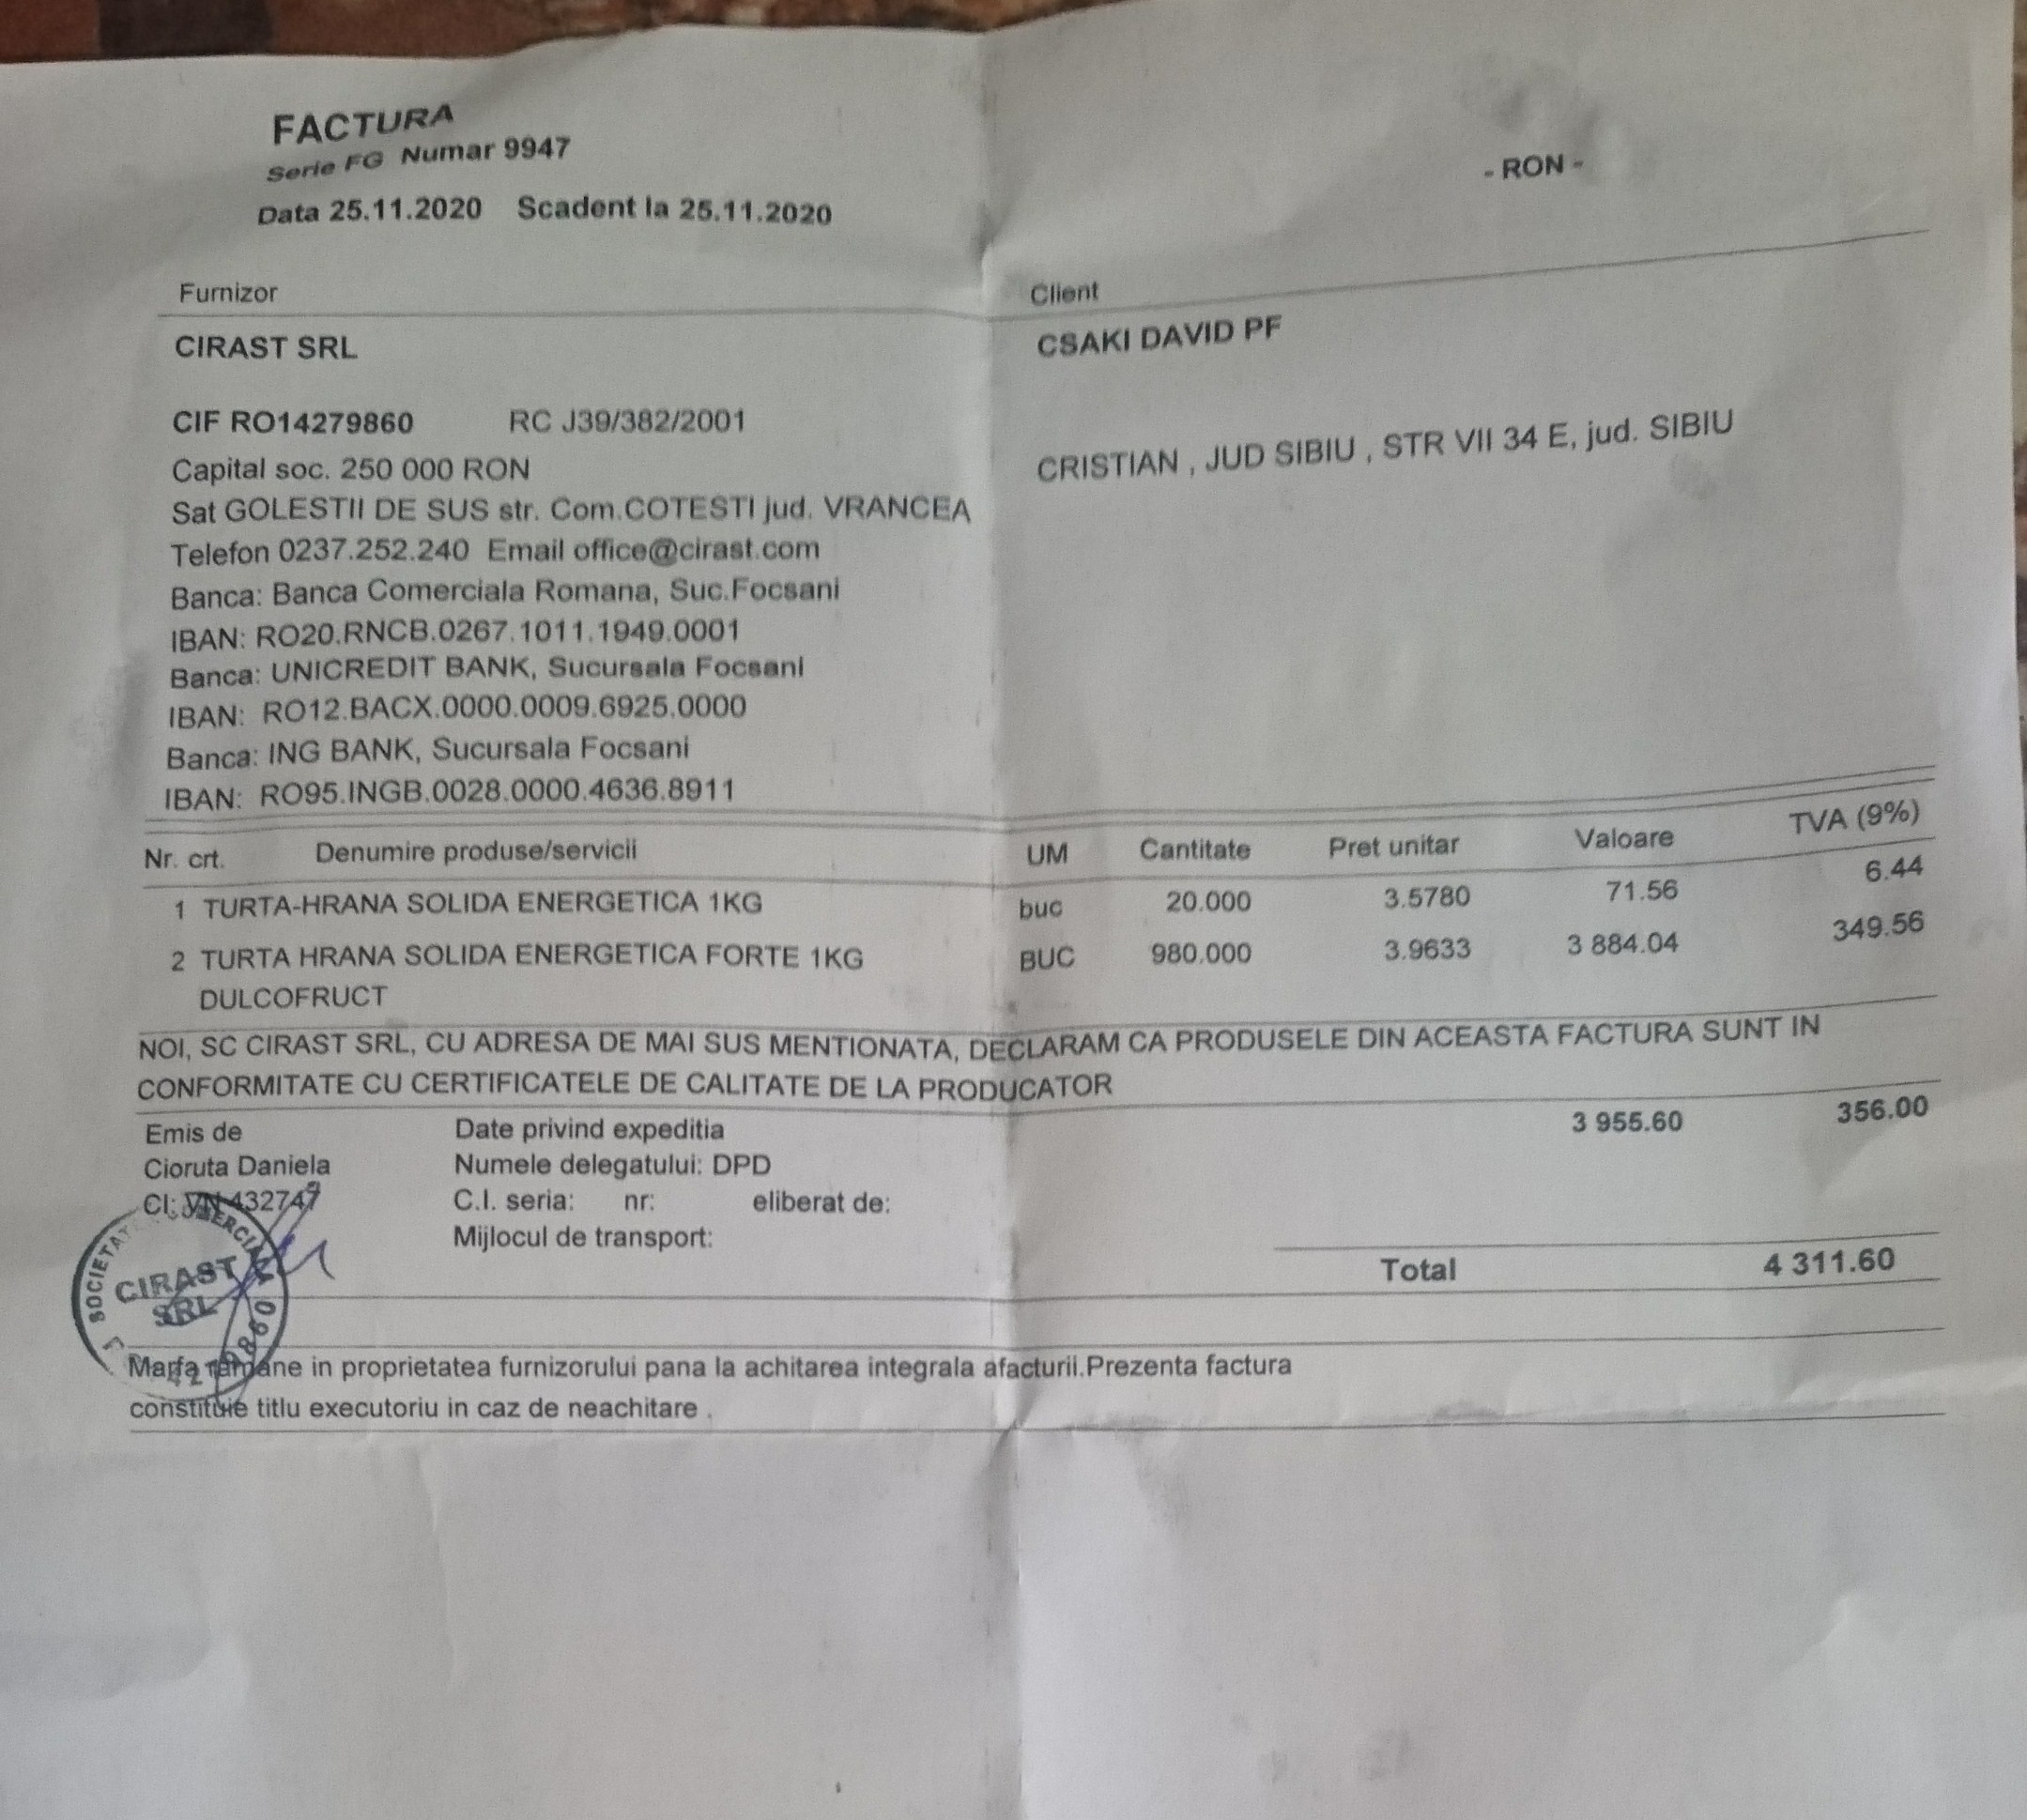 FACTURA
Serie FG Numar 9947
- RON -
Data 25.11.2020 Scadent la 25.11.2020
Furnizor
CIRAST SRL
CIF RO14279860 RC J39/382/2001
Capital soc. 250 000 RON
Sat GOLESTII DE SUS str. Com.COTESTI jud. VRANCEA
Telefon 0237.252.240 Email office@cirast.com
Banca: Banca Comerciala Romana, Suc.Focsani
IBAN: RO20.RNCB.0267.1011.1949.0001
Banca: UNICREDIT BANK, Sucursala Focsani
IBAN: RO12.BACX.0000.0009.6925.0000
Banca: ING BANK, Sucursala Focsani
IBAN: RO95.INGB.0028.0000.4636.8911
Client
CSAKI DAVID PF
CRISTIAN , JUD SIBIU , STR VII 34 E, jud. SIBIU
Nr. crt. Denumire produse/servicii UM Cantitate Pret unitar Valoare TVA (9%)
1 TURTA-HRANA SOLIDA ENERGETICA 1KG buc 20.000 3.5780 71.56 6.44
2 TURTA HRANA SOLIDA ENERGETICA FORTE 1KG BUC 980.000 3.9633 3 884.04 349.56
DULCOFRUCT
NOI, SC CIRAST SRL, CU ADRESA DE MAI SUS MENTIONATA, DECLARAM CA PRODUSELE DIN ACEASTA FACTURA SUNT IN
CONFORMITATE CU CERTIFICATELE DE CALITATE DE LA PRODUCATOR
3 955.60 356.00
Emis de
Cioruta Daniela
CI: VN 432747
Date privind expeditia
Numele delegatului: DPD
C.I. seria: nr: eliberat de:
Mijlocul de transport:
Total 4 311.60
CIRAST
SRL
Marfa ramane in proprietatea furnizorului pana la achitarea integrala afacturii.Prezenta factura
constituie titlu executoriu in caz de neachitare .